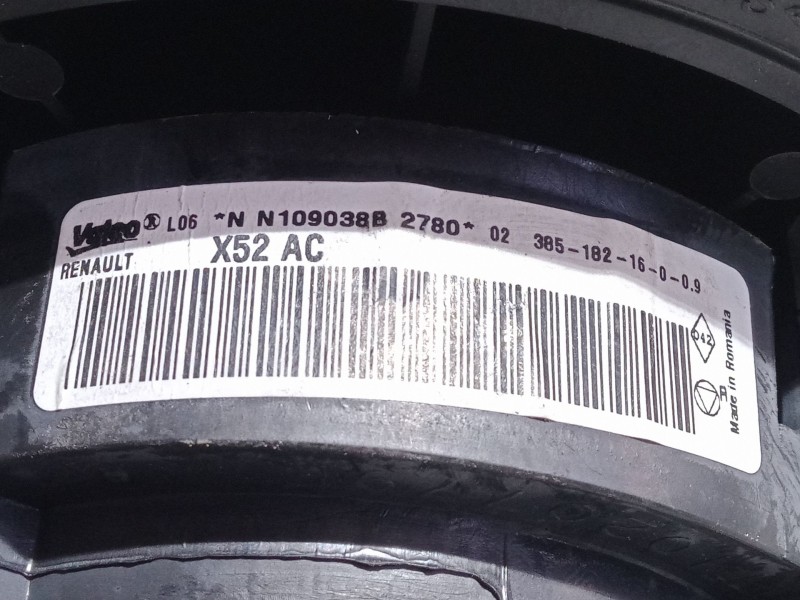 Valeo® L06 *N N109038B 2780* 02 385-182-16-0-0.9
RENAULT X52 AC
042
B
Made in Romania